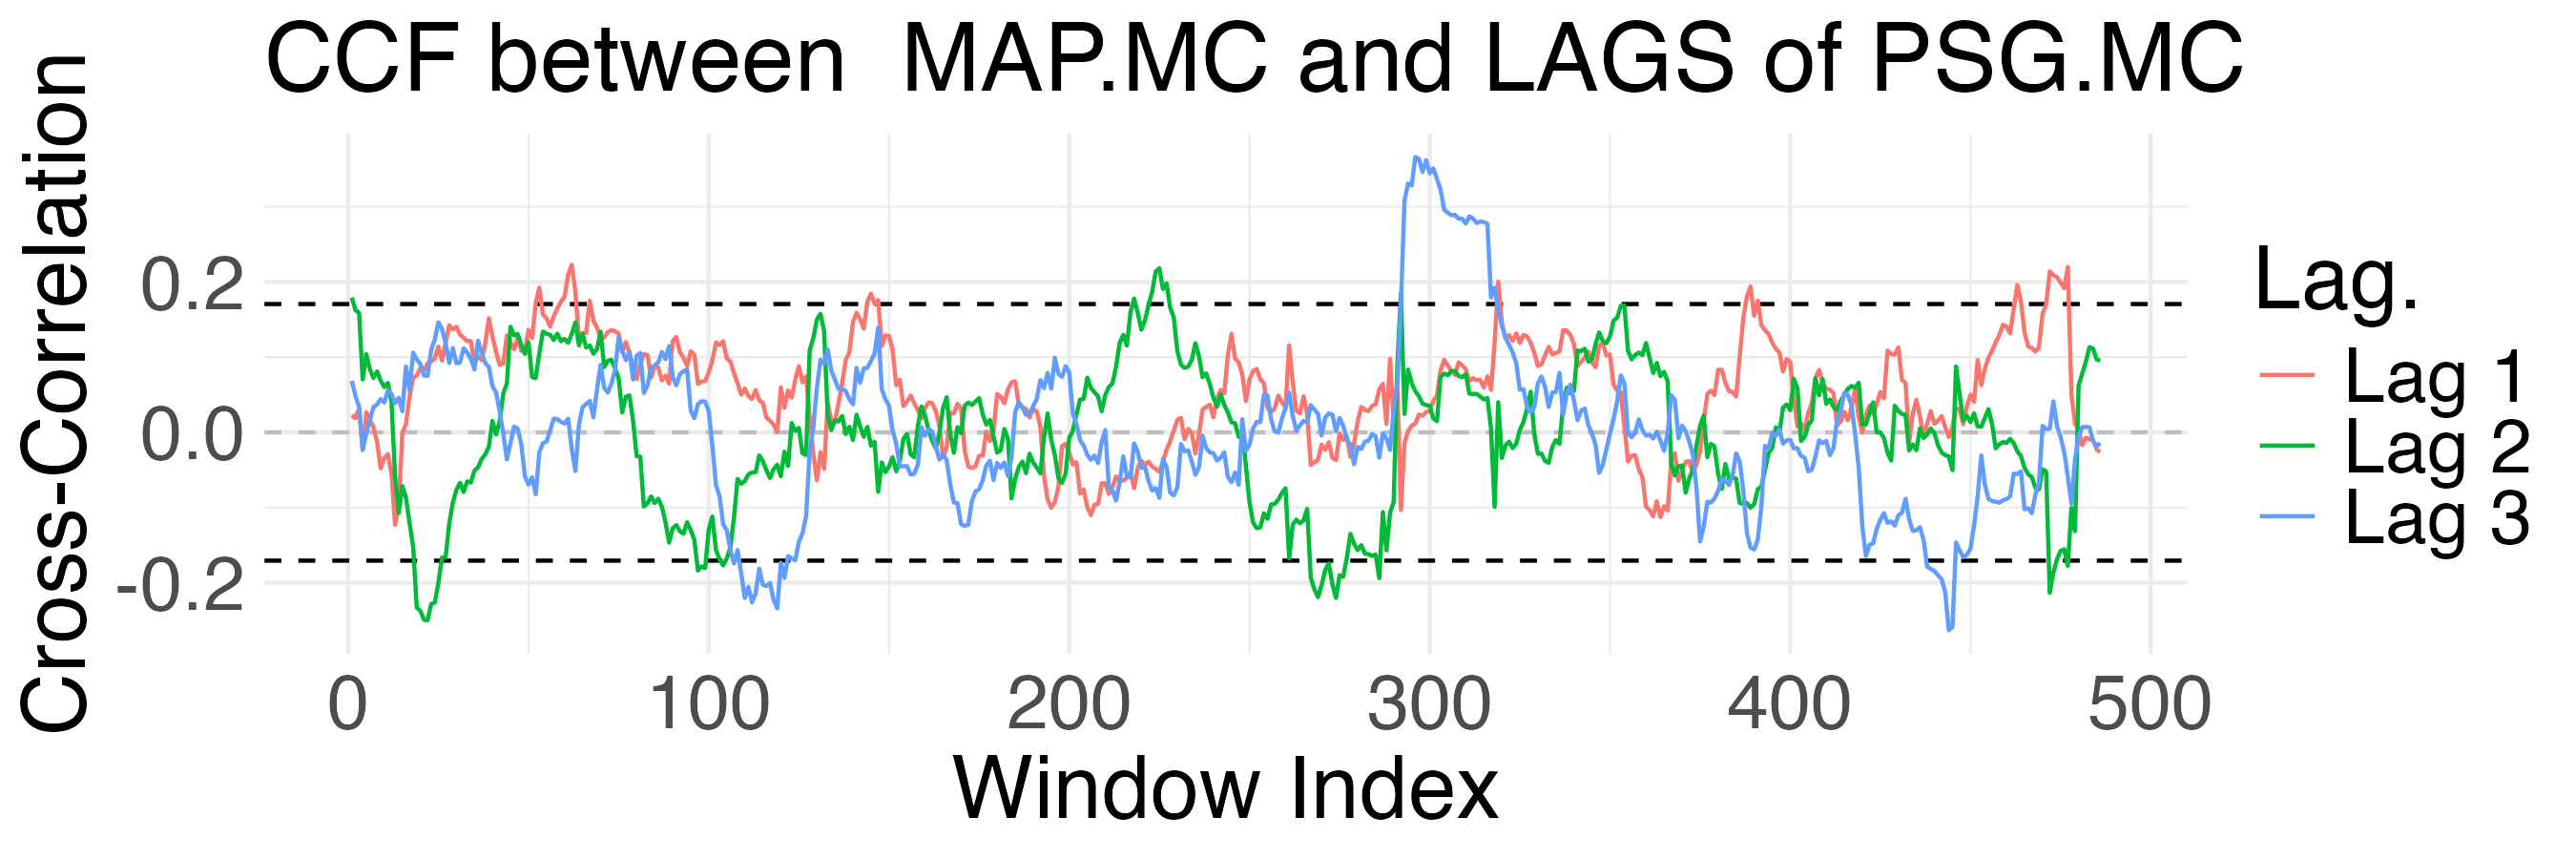 CCF between  MAP.MC and LAGS of PSG.MC
Cross-Correlation
0.2
0.0
-0.2
0 100 200 300 400 500
Window Index
Lag.
Lag 1
Lag 2
Lag 3